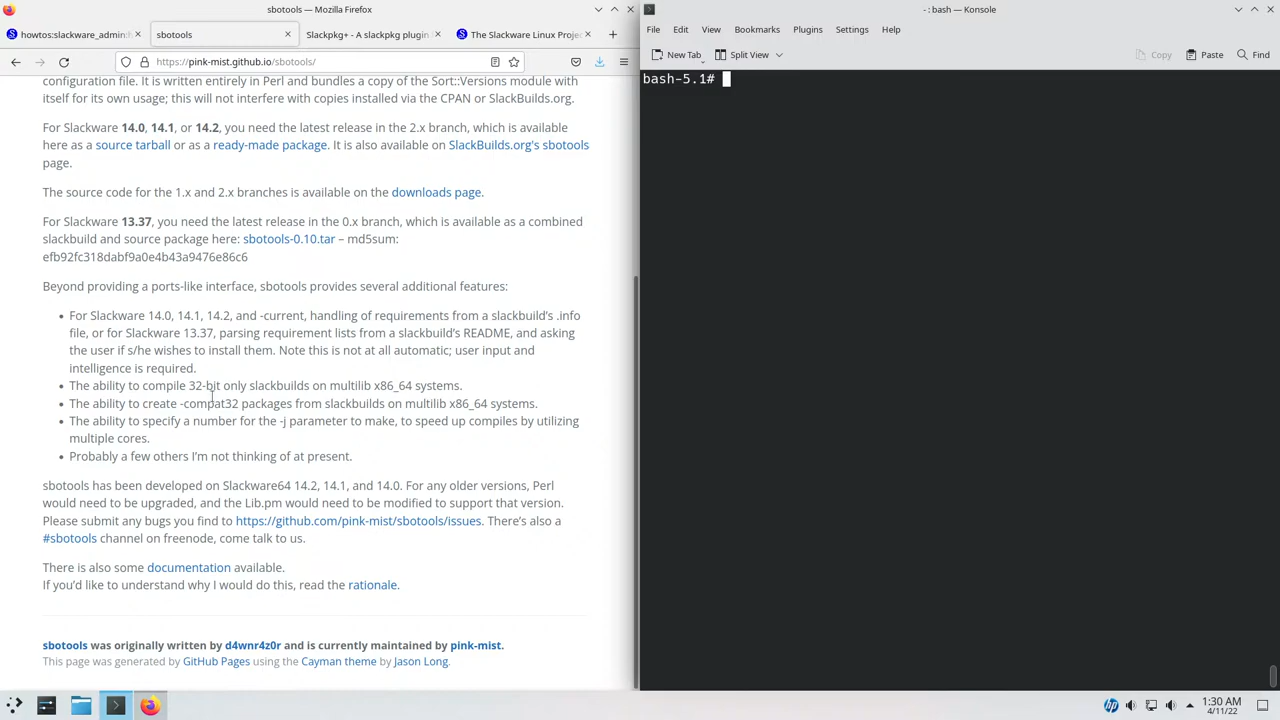 sbotools — Mozilla Firefox
howtos:slackware_admin:h
sbotools
Slackpkg+ - A slackpkg plugin
The Slackware Linux Proje
https://pink-mist.github.io/sbotools/
configuration file. It is written entirely in Perl and bundles a copy of the Sort::Versions module with
itself for its own usage; this will not interfere with copies installed via the CPAN or SlackBuilds.org.
For Slackware 14.0, 14.1, or 14.2, you need the latest release in the 2.x branch, which is available
here as a source tarball or as a ready-made package. It is also available on SlackBuilds.org's sbotools
page.
The source code for the 1.x and 2.x branches is available on the downloads page.
For Slackware 13.37, you need the latest release in the 0.x branch, which is available as a combined
slackbuild and source package here: sbotools-0.10.tar – md5sum:
efb92fc318dabf9a0e4b43a9476e86c6
Beyond providing a ports-like interface, sbotools provides several additional features:
• For Slackware 14.0, 14.1, 14.2, and -current, handling of requirements from a slackbuild's .info
file, or for Slackware 13.37, parsing requirement lists from a slackbuild's README, and asking
the user if s/he wishes to install them. Note this is not at all automatic; user input and
intelligence is required.
• The ability to compile 32-bit only slackbuilds on multilib x86_64 systems.
• The ability to create -compat32 packages from slackbuilds on multilib x86_64 systems.
• The ability to specify a number for the -j parameter to make, to speed up compiles by utilizing
multiple cores.
• Probably a few others I'm not thinking of at present.
sbotools has been developed on Slackware64 14.2, 14.1, and 14.0. For any older versions, Perl
would need to be upgraded, and the Lib.pm would need to be modified to support that version.
Please submit any bugs you find to https://github.com/pink-mist/sbotools/issues. There's also a
#sbotools channel on freenode, come talk to us.
There is also some documentation available.
If you'd like to understand why I would do this, read the rationale.
sbotools was originally written by d4wnr4z0r and is currently maintained by pink-mist.
This page was generated by GitHub Pages using the Cayman theme by Jason Long.
- : bash — Konsole
File Edit View Bookmarks Plugins Settings Help
New Tab Split View Copy Paste Find
bash-5.1#
hp
1:30 AM
4/11/22